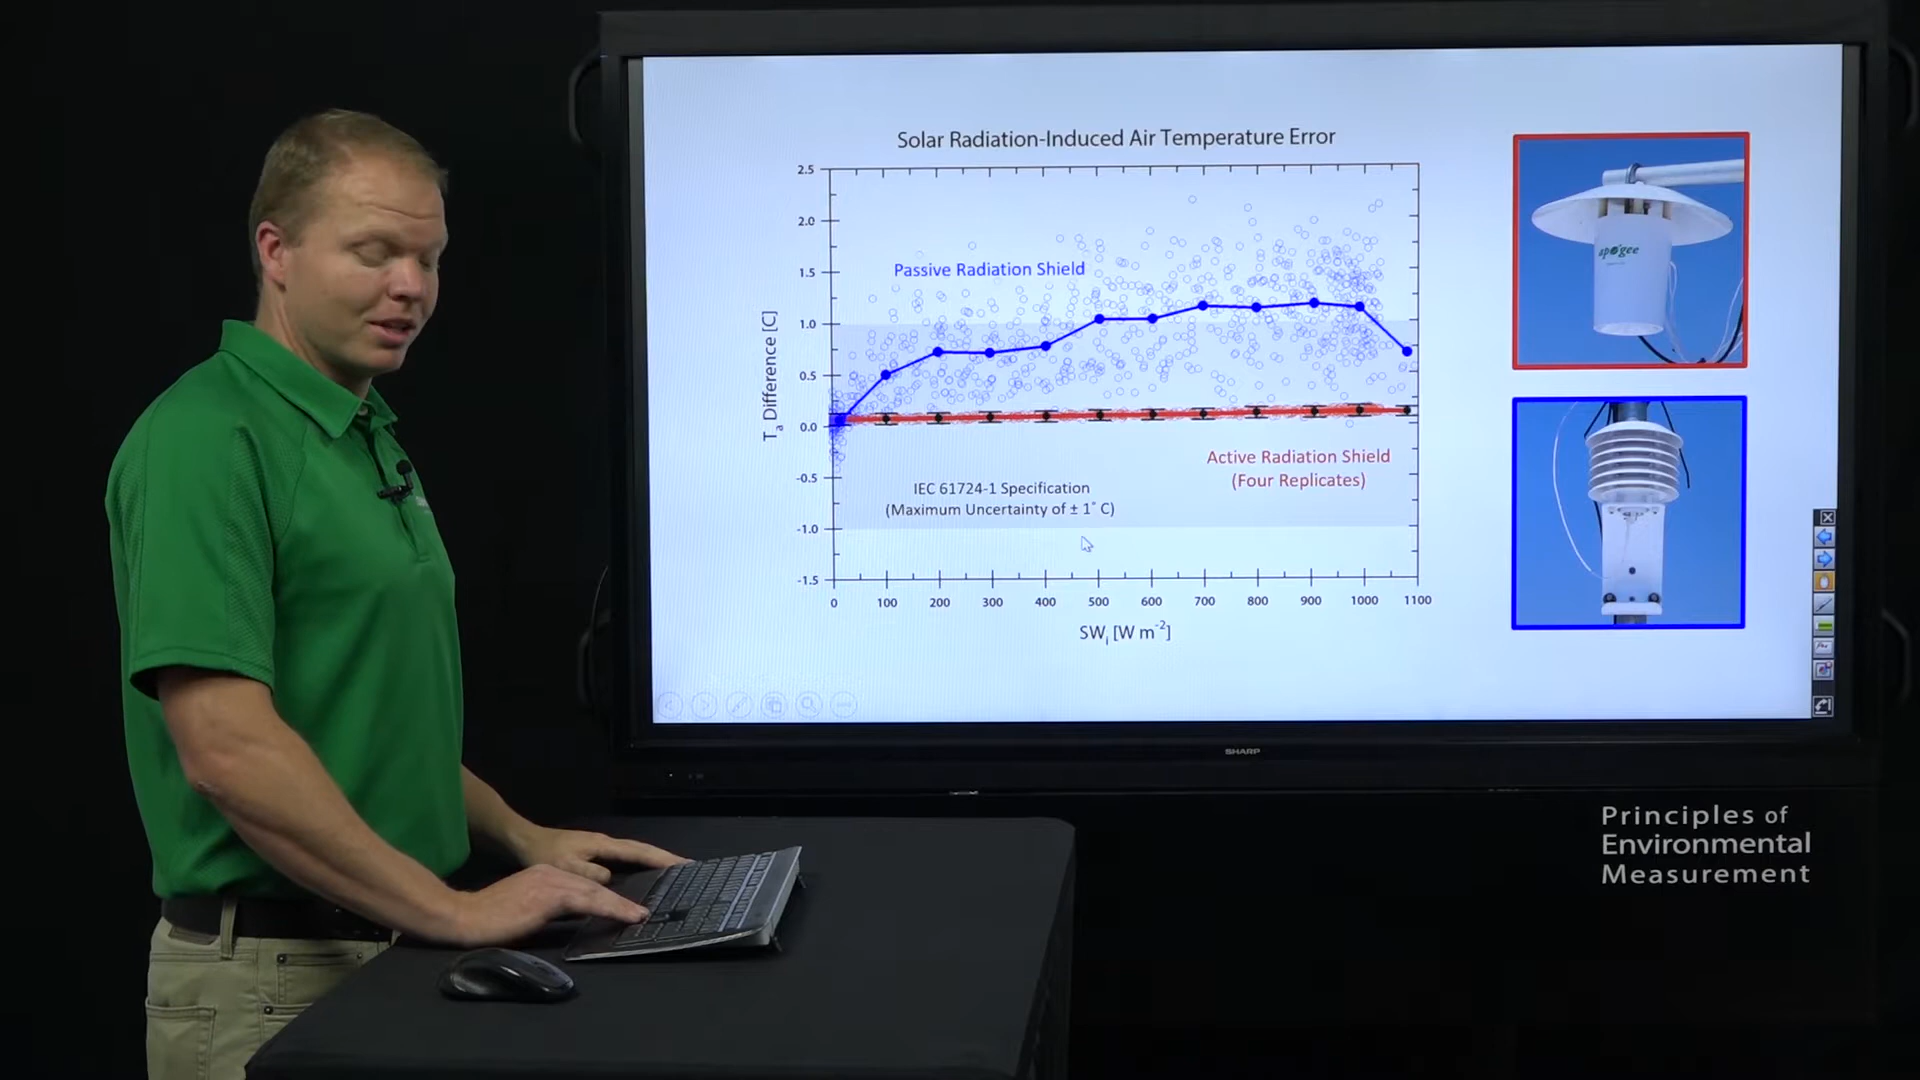 Solar Radiation-Induced Air Temperature Error
2.5
2.0
1.5
1.0
0.5
0.0
-0.5
-1.0
-1.5
Ta Difference [C]
Passive Radiation Shield
Active Radiation Shield
(Four Replicates)
IEC 61724-1 Specification
(Maximum Uncertainty of ± 1° C)
0 100 200 300 400 500 600 700 800 900 1000 1100
SWi [W m-2]
apogee
SHARP
Principles of
Environmental
Measurement